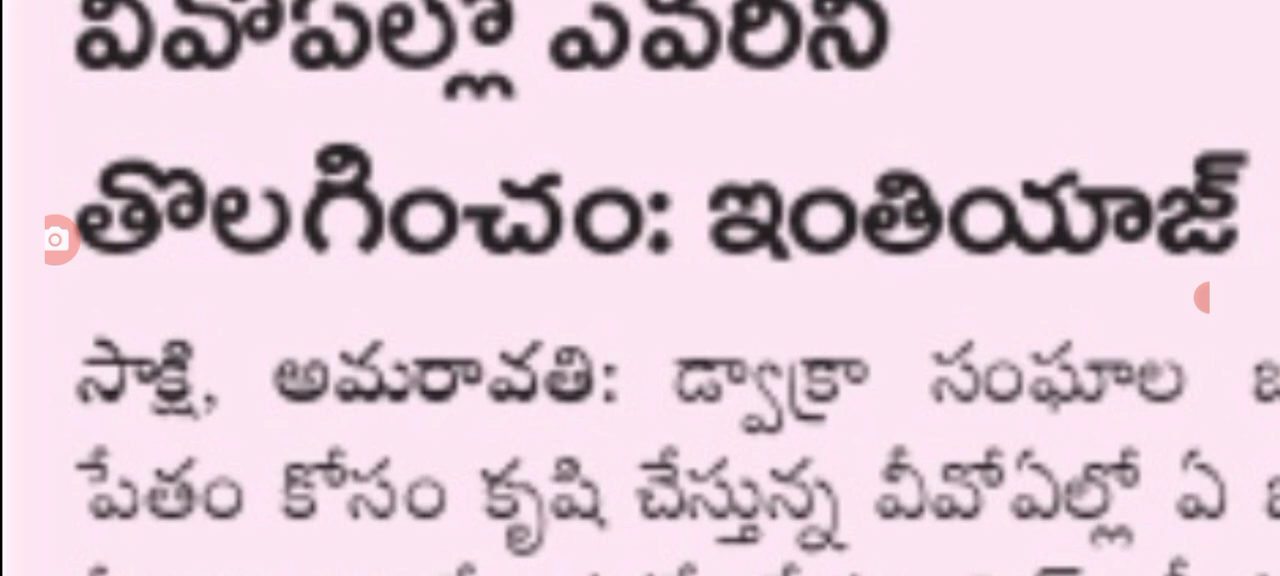 వీవోఏల్లో ఎవరినీ
తొలగించం: ఇంతియాజ్
సాక్షి, అమరావతి: డ్వాక్రా సంఘాల
పేతం కోసం కృషి చేస్తున్న వీవోఏల్లో ఏ